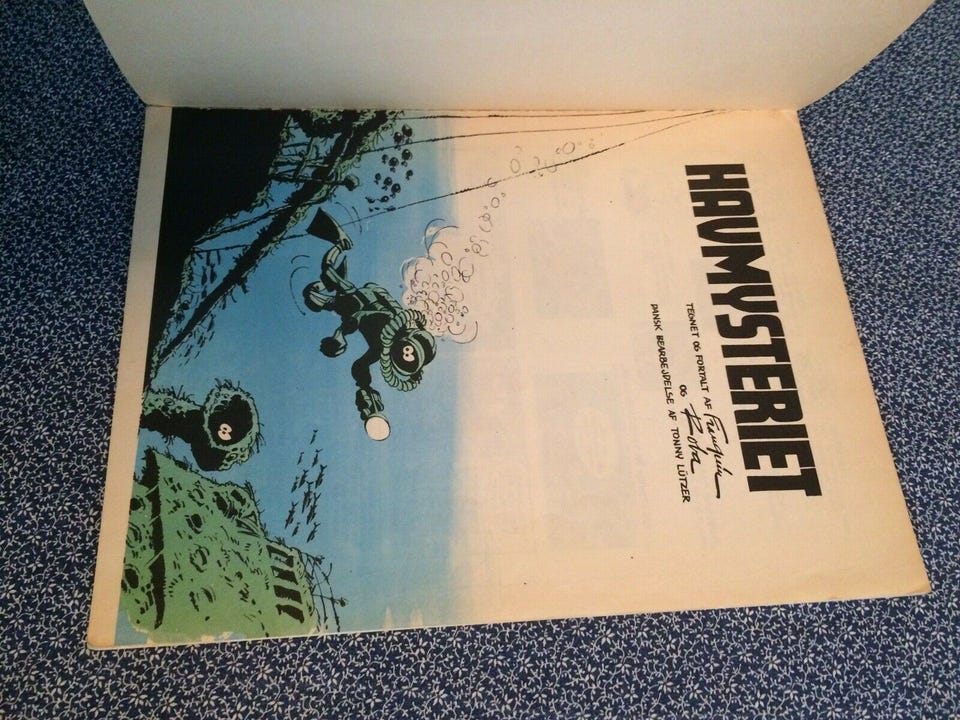 HAVMYSTERIET
TEGNET OG FORTALT AF Franquin
OG Roba
DANSK BEARBEJDELSE AF TONNY LÜTZER